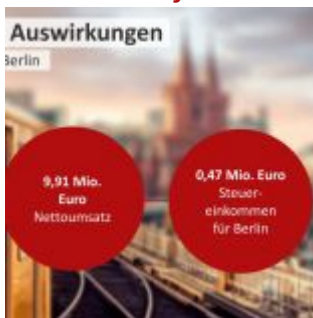 Auswirkungen
Berlin
9,91 Mio.
Euro
Nettoumsatz
0,47 Mio. Euro
Steuer-
einkommen
für Berlin